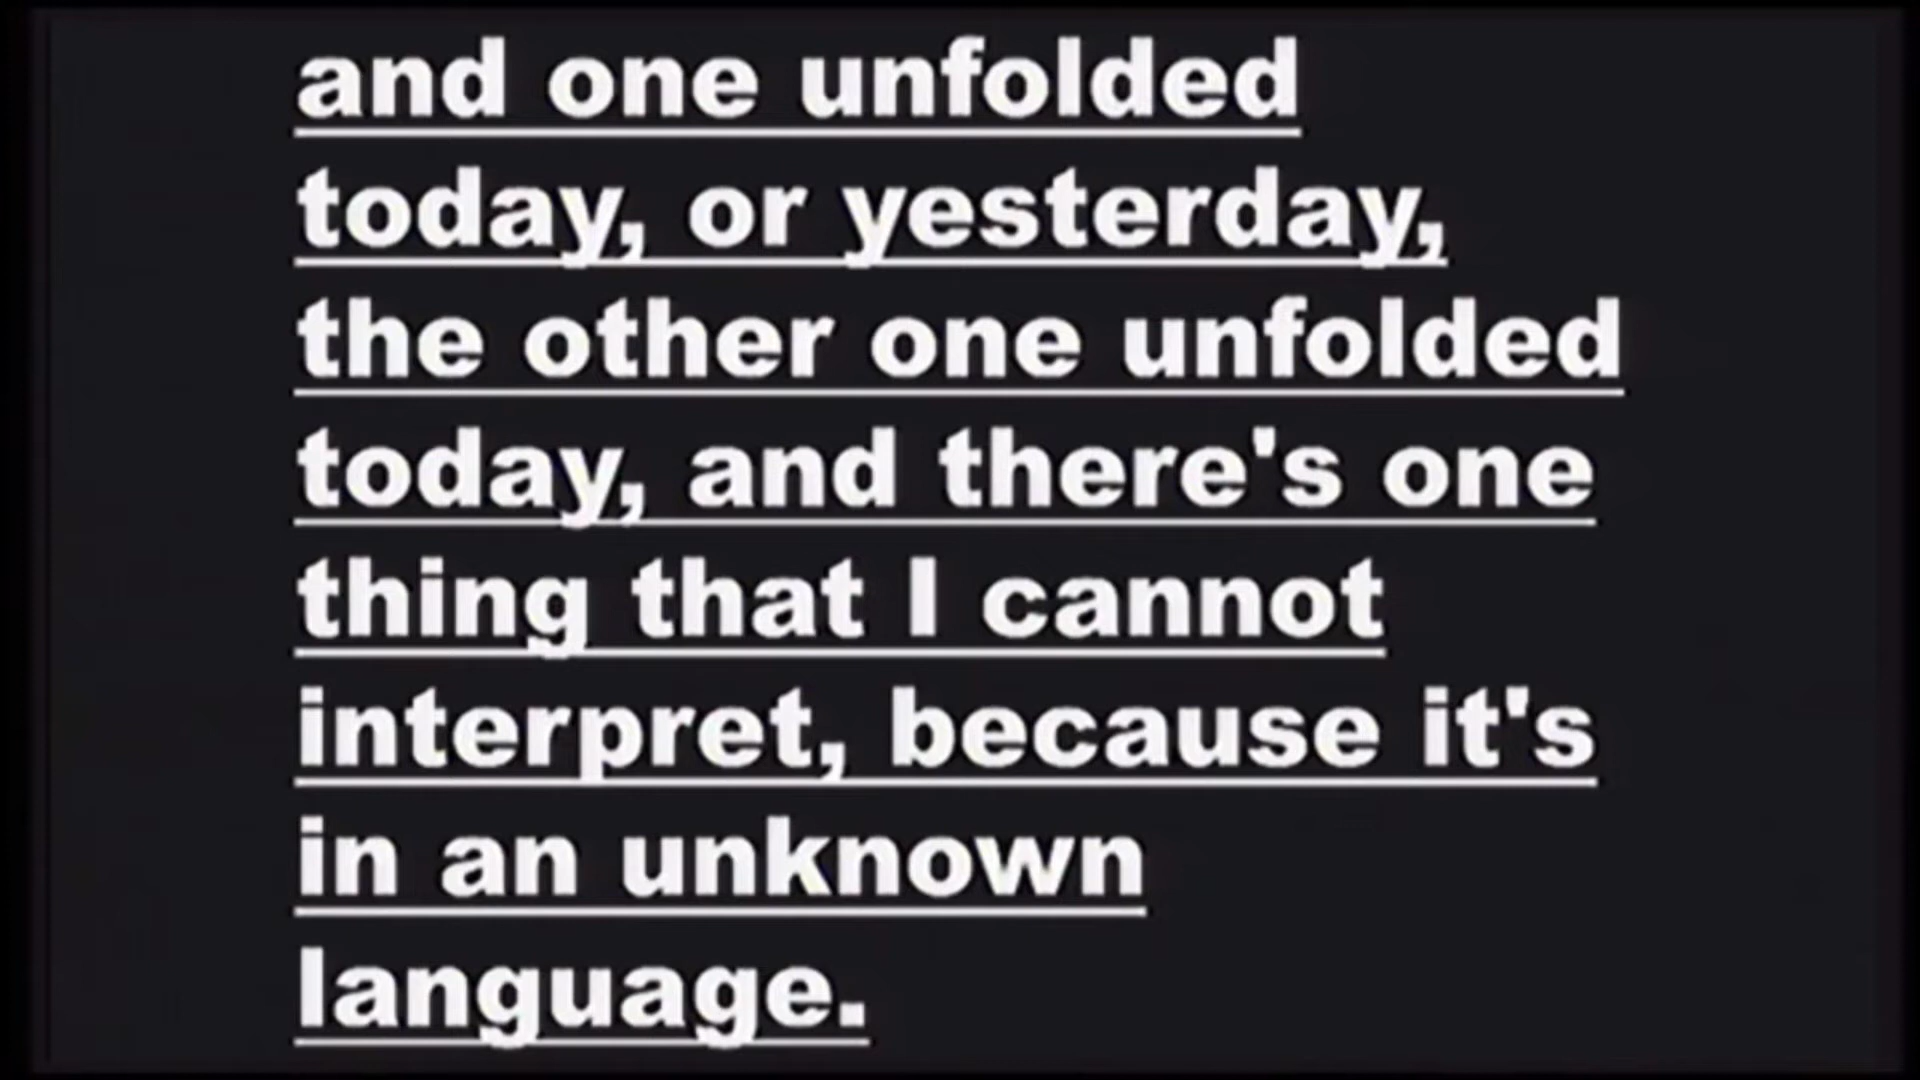 and one unfolded
today, or yesterday,
the other one unfolded
today, and there's one
thing that I cannot
interpret, because it's
in an unknown
language.